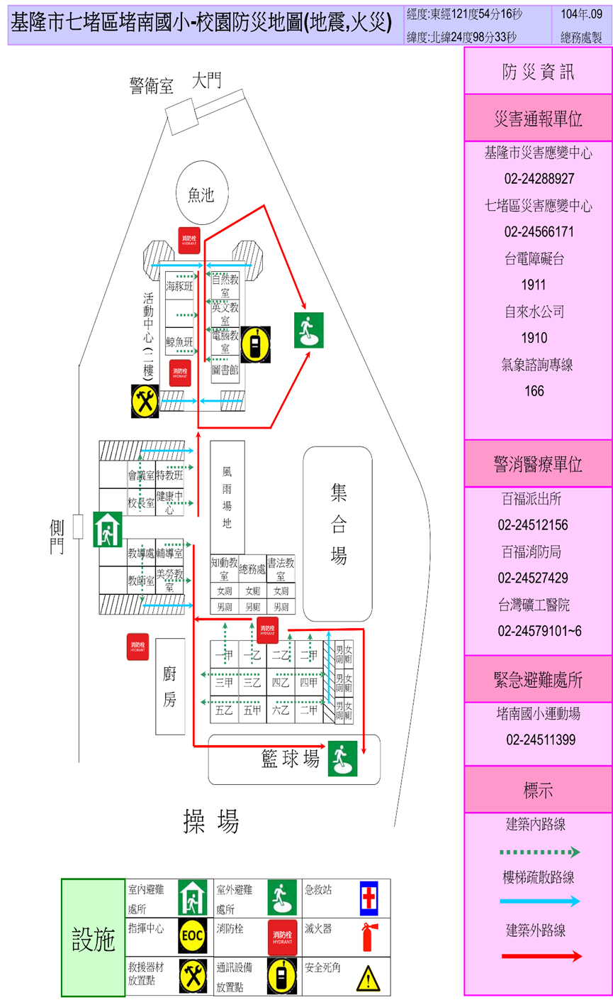 基隆市七堵區堵南國小-校園防災地圖(地震,火災)
經度:東經121度54分16秒
緯度:北緯24度98分33秒
104年.09
總務處製
防災資訊
災害通報單位
基隆市災害應變中心
02-24288927
七堵區災害應變中心
02-24566171
台電障礙台
1911
自來水公司
1910
氣象諮詢專線
166
警消醫療單位
百福派出所
02-24512156
百福消防局
02-24527429
台灣礦工醫院
02-24579101~6
緊急避難處所
堵南國小運動場
02-24511399
標示
建築內路線
樓梯疏散路線
建築外路線
警衛室
大門
魚池
消防栓
HYDRANT
海豚班
自然教室
英文教室
鯨魚班
電腦教室
圖書館
活動中心(二樓)
消防栓
HYDRANT
會議室
特教班
校長室
健康中心
側門
教導處
輔導室
教師室
美勞教室
風雨場地
集合場
知動教室
總務處
書法教室
女廁
女廁
女廁
男廁
男廁
男廁
消防栓
HYDRANT
消防栓
HYDRANT
廚房
一甲
一乙
二乙
二甲
男廁
女廁
三甲
三乙
四乙
四甲
男廁
女廁
五乙
五甲
六乙
二甲
男廁
女廁
籃球場
操場
設施
室內避難處所
室外避難處所
急救站
指揮中心
EOC
消防栓
消防栓
HYDRANT
滅火器
救援器材放置點
通訊設備放置點
安全死角